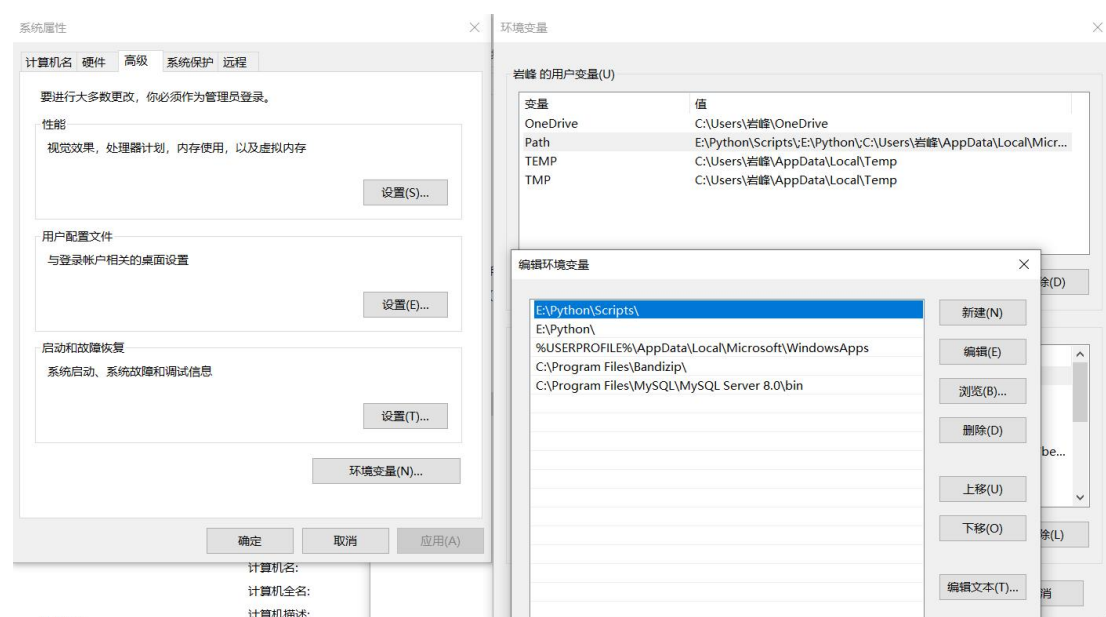 系统属性
计算机名 硬件 高级 系统保护 远程
要进行大多数更改，你必须作为管理员登录。
性能
视觉效果，处理器计划，内存使用，以及虚拟内存
设置(S)...
用户配置文件
与登录帐户相关的桌面设置
设置(E)...
启动和故障恢复
系统启动、系统故障和调试信息
设置(T)...
环境变量(N)...
确定 取消 应用(A)
计算机名:
计算机全名:
计算机描述:
环境变量
岩峰 的用户变量(U)
变量 值
OneDrive C:\Users\岩峰\OneDrive
Path E:\Python\Scripts\;E:\Python\;C:\Users\岩峰\AppData\Local\Micr...
TEMP C:\Users\岩峰\AppData\Local\Temp
TMP C:\Users\岩峰\AppData\Local\Temp
除(D)
be...
除(L)
消
编辑环境变量
E:\Python\Scripts\
E:\Python\
%USERPROFILE%\AppData\Local\Microsoft\WindowsApps
C:\Program Files\Bandizip\
C:\Program Files\MySQL\MySQL Server 8.0\bin
新建(N)
编辑(E)
浏览(B)...
删除(D)
上移(U)
下移(O)
编辑文本(T)...